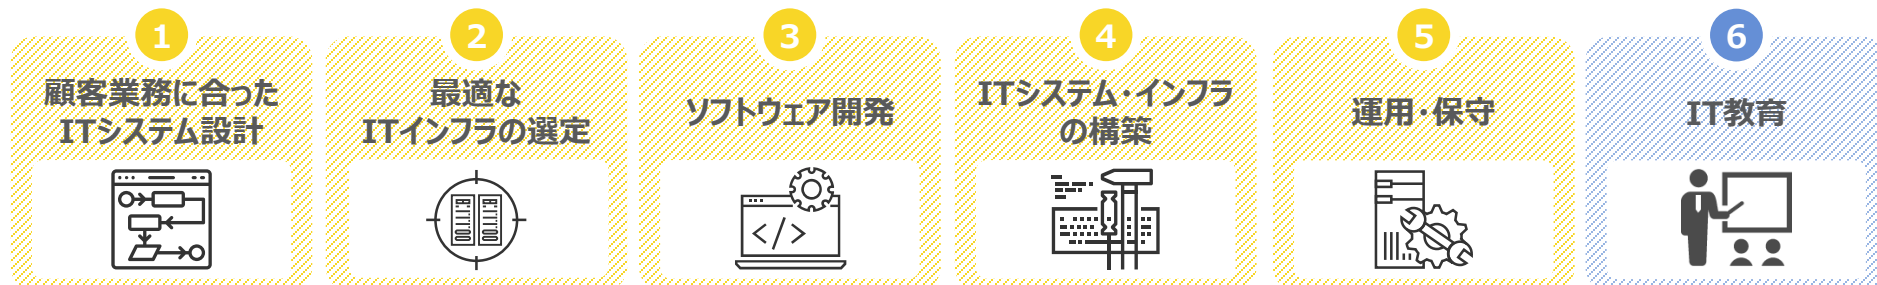 1
顧客業務に合った
ITシステム設計
2
最適な
ITインフラの選定
3
ソフトウェア開発
</>
4
ITシステム・インフラ
の構築
5
運用・保守
6
IT教育